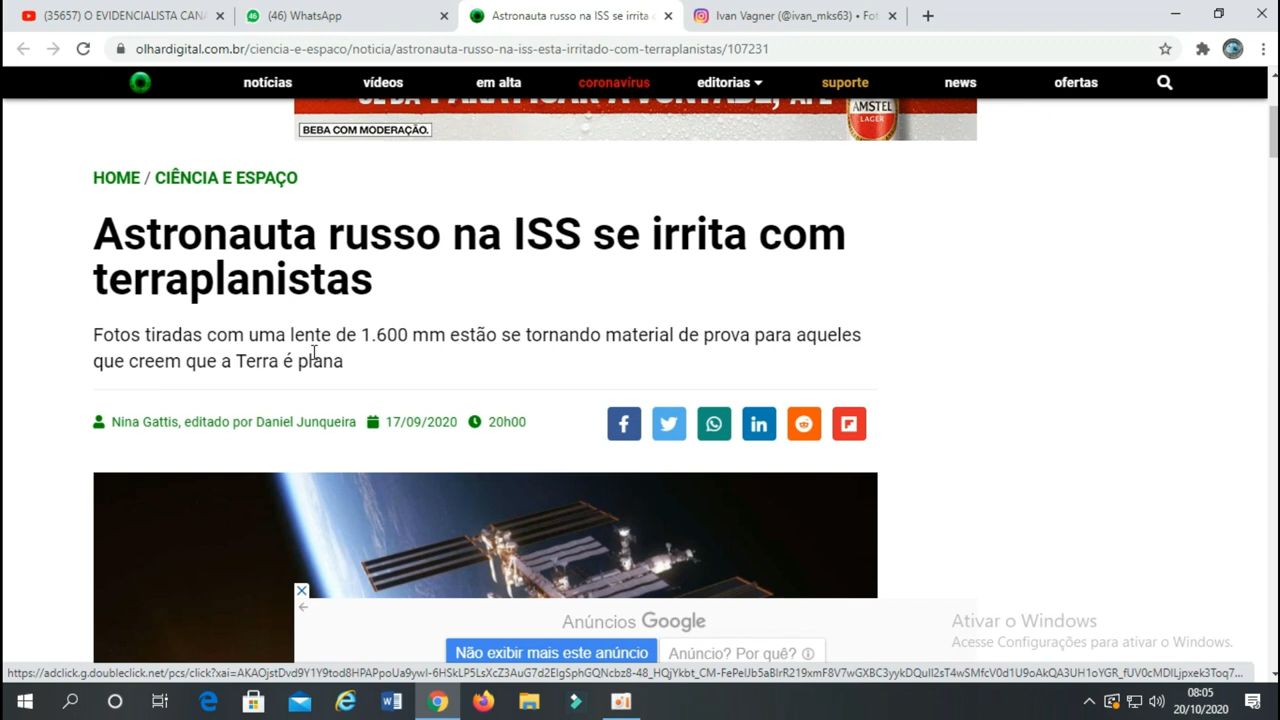 (35657) O EVIDENCIALISTA CANA
(46) WhatsApp
Astronauta russo na ISS se irrita c
Ivan Vagner (@ivan_mks63) • Fot
olhardigital.com.br/ciencia-e-espaco/noticia/astronauta-russo-na-iss-esta-irritado-com-terraplanistas/107231
notícias vídeos em alta coronavírus editorias suporte news ofertas
AMSTEL
LAGER
BEBA COM MODERAÇÃO.
HOME / CIÊNCIA E ESPAÇO
Astronauta russo na ISS se irrita com
terraplanistas
Fotos tiradas com uma lente de 1.600 mm estão se tornando material de prova para aqueles
que creem que a Terra é plana
Nina Gattis, editado por Daniel Junqueira 17/09/2020 20h00
Anúncios Google
Não exibir mais este anúncio Anúncio? Por quê?
Ativar o Windows
Acesse Configurações para ativar o Windows.
08:05
20/10/2020